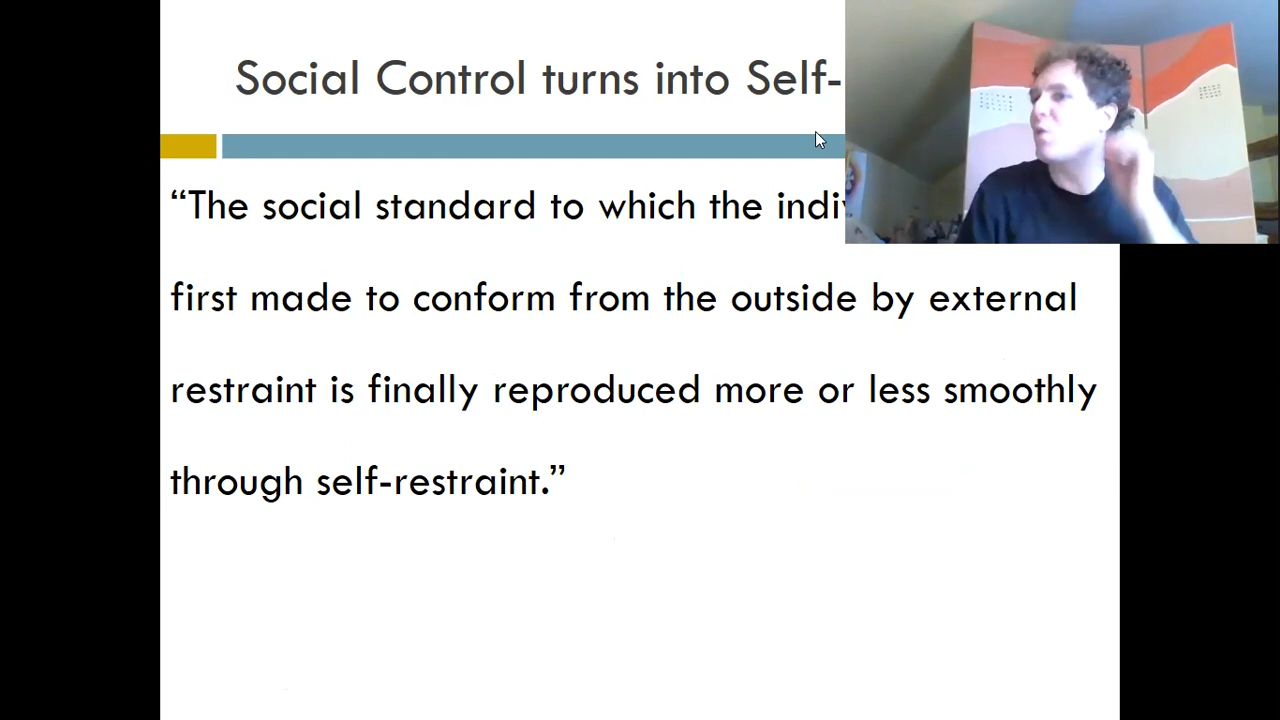 Social Control turns into Self-
“The social standard to which the indi
first made to conform from the outside by external
restraint is finally reproduced more or less smoothly
through self-restraint.”